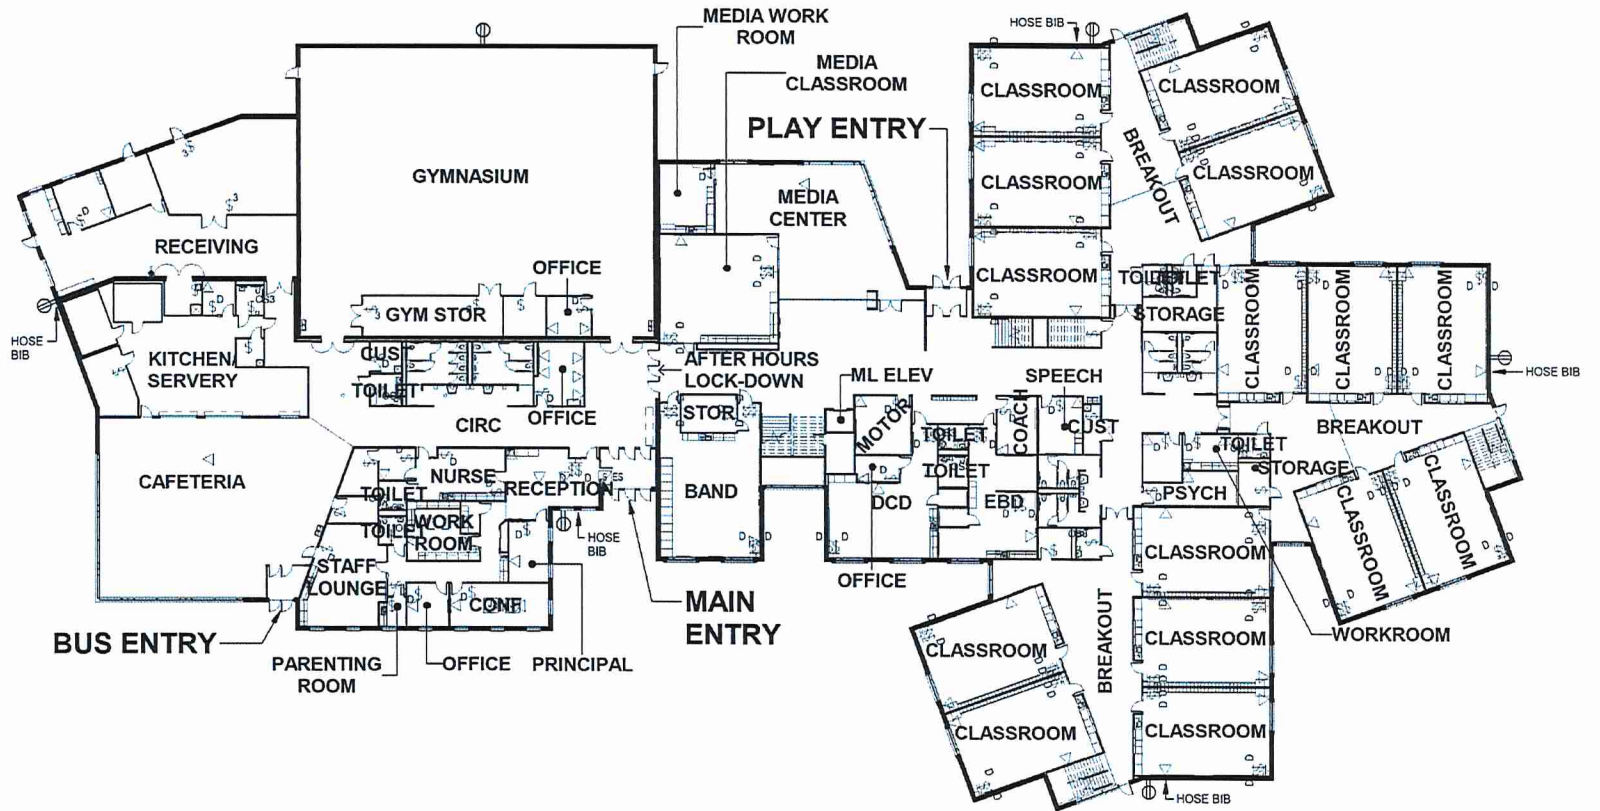 MEDIA WORK
ROOM
MEDIA
CLASSROOM
PLAY ENTRY
HOSE BIB
CLASSROOM
CLASSROOM
CLASSROOM
CLASSROOM
CLASSROOM
BREAKOUT
GYMNASIUM
MEDIA
CENTER
RECEIVING
OFFICE
GYM STOR
HOSE
BIB
KITCHEN/
SERVERY
CUS
TOILET
OFFICE
CIRC
AFTER HOURS
LOCK-DOWN
STOR
ML ELEV
MOTOR
SPEECH
COACH
CUST
TOILET
TOILET
STORAGE
CLASSROOM
CLASSROOM
CLASSROOM
HOSE BIB
BREAKOUT
TOILET
TOILET
TOILET
STORAGE
PSYCH
CAFETERIA
NURSE
RECEPTION
TOILET
TOILET
WORK
ROOM
BAND
DCD
EBD
CLASSROOM
CLASSROOM
HOSE
BIB
STAFF
LOUNGE
CONF
OFFICE
MAIN
ENTRY
BUS ENTRY
PARENTING
ROOM
OFFICE
PRINCIPAL
CLASSROOM
CLASSROOM
CLASSROOM
WORKROOM
BREAKOUT
CLASSROOM
CLASSROOM
HOSE BIB